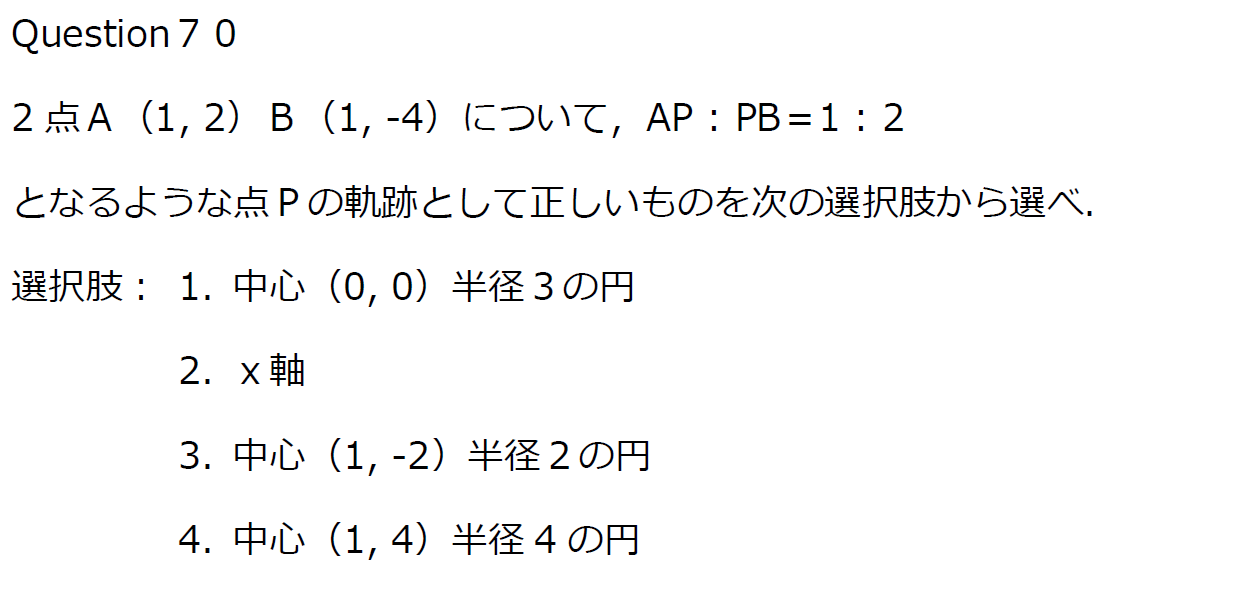 Question７０
２点Ａ（1, 2）Ｂ（1, -4）について，AP：PB＝1：2
となるような点Ｐの軌跡として正しいものを次の選択肢から選べ.
選択肢： 1. 中心（0, 0）半径３の円
2. ｘ軸
3. 中心（1, -2）半径２の円
4. 中心（1, 4）半径４の円